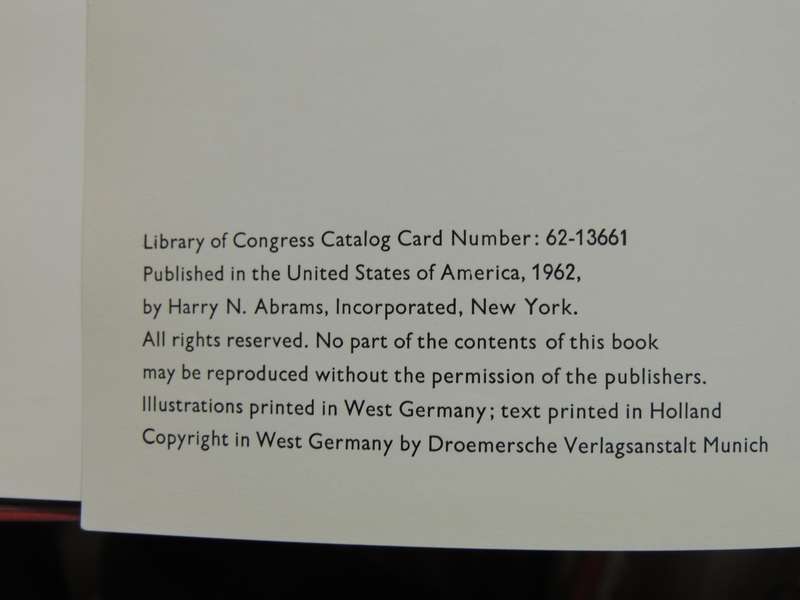 Library of Congress Catalog Card Number: 62-13661
Published in the United States of America, 1962,
by Harry N. Abrams, Incorporated, New York.
All rights reserved. No part of the contents of this book
may be reproduced without the permission of the publishers.
Illustrations printed in West Germany; text printed in Holland
Copyright in West Germany by Droemersche Verlagsanstalt Munich